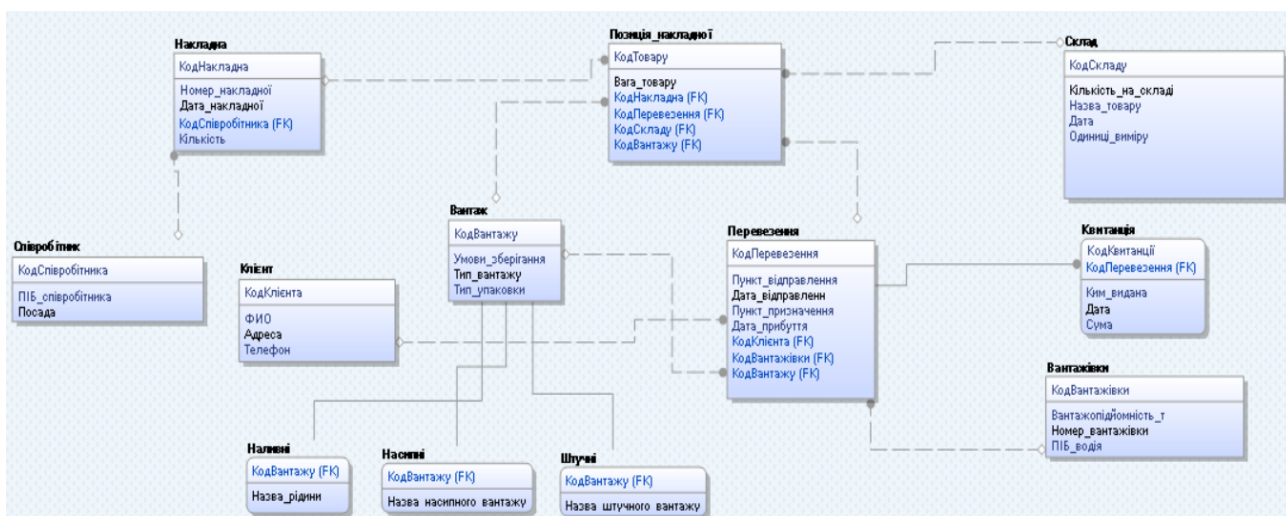 Накладна
КодНакладна
Номер_накладної
Дата_накладної
КодСпівробітника (FK)
Кількість
Позиція_накладної
КодТовару
Вага_товару
КодНакладна (FK)
КодПеревезення (FK)
КодСкладу (FK)
КодВантажу (FK)
Склад
КодСкладу
Кількість_на_складі
Назва_товару
Дата
Одиниці_виміру
Співробітник
КодСпівробітника
ПІБ_співробітника
Посада
Клієнт
КодКлієнта
ФИО
Адреса
Телефон
Вантаж
КодВантажу
Умови_зберігання
Тип_вантажу
Тип_упаковки
Перевезення
КодПеревезення
Пункт_відправлення
Дата_відправленн
Пункт_призначення
Дата_прибуття
КодКлієнта (FK)
КодВантажівки (FK)
КодВантажу (FK)
Квитанція
КодКвитанції
КодПеревезення (FK)
Ким_видана
Дата
Сума
Вантажівки
КодВантажівки
Вантажопідйомність_т
Номер_вантажівки
ПІБ_водія
Наливні
КодВантажу (FK)
Назва_рідини
Насипні
КодВантажу (FK)
Назва насипного вантажу
Штучні
КодВантажу (FK)
Назва штучного вантажу